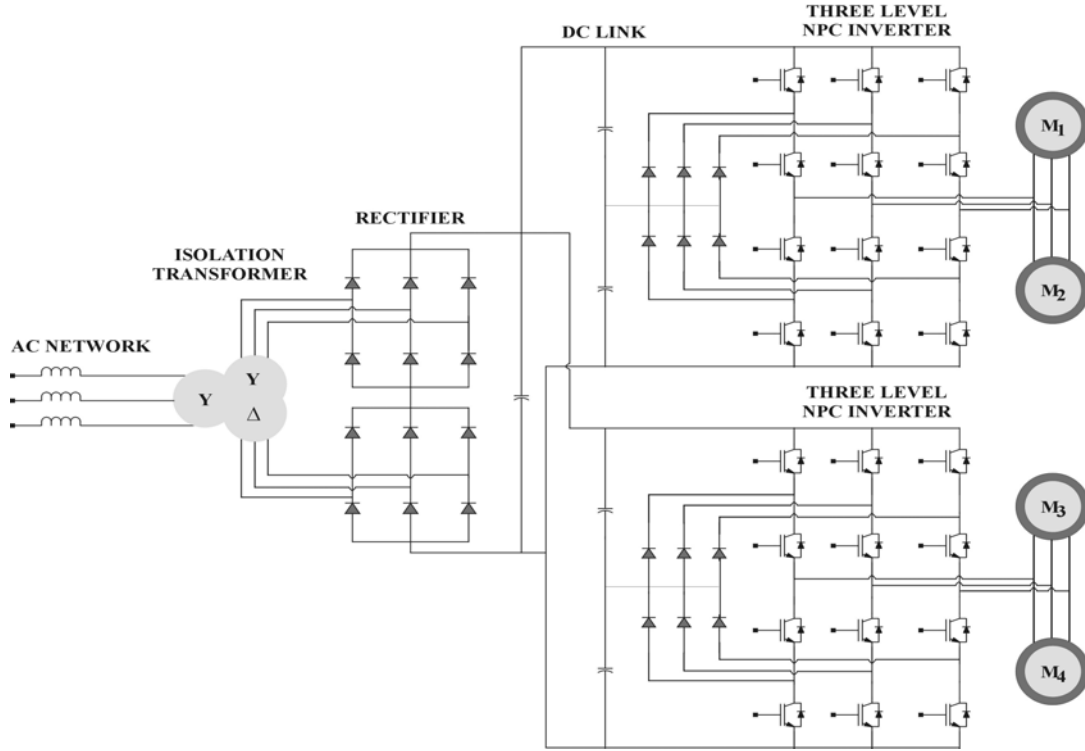 THREE LEVEL
NPC INVERTER
DC LINK
M1
RECTIFIER
ISOLATION
TRANSFORMER
M2
AC NETWORK
Y
Y
Δ
THREE LEVEL
NPC INVERTER
M3
M4